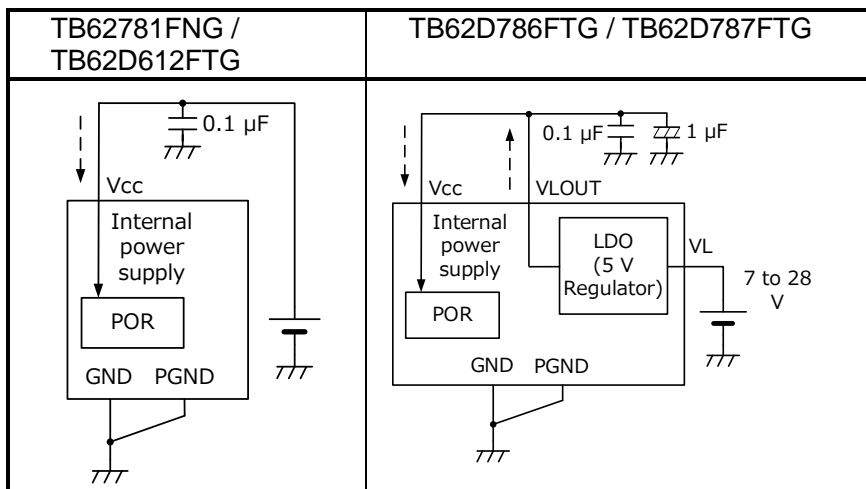 TB62781FNG /
TB62D612FTG
TB62D786FTG / TB62D787FTG
0.1 µF
Vcc
Internal
power
supply
POR
GND PGND
0.1 µF
1 µF
Vcc
VLOUT
Internal
power
supply
LDO
(5 V
Regulator)
VL
7 to 28
V
POR
GND PGND